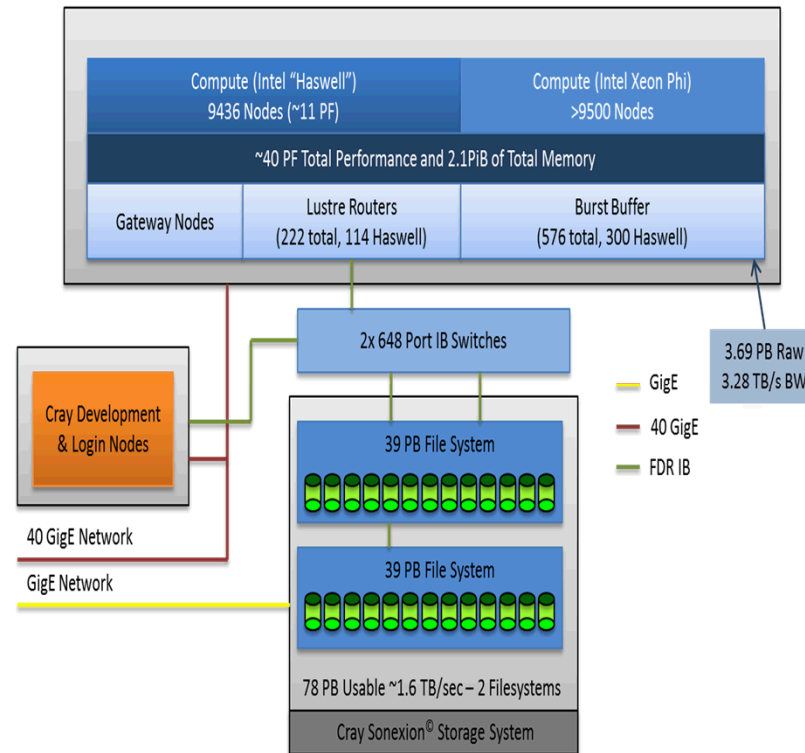 Compute (Intel “Haswell”)
9436 Nodes (~11 PF)
Compute (Intel Xeon Phi)
>9500 Nodes
~40 PF Total Performance and 2.1PiB of Total Memory
Gateway Nodes
Lustre Routers
(222 total, 114 Haswell)
Burst Buffer
(576 total, 300 Haswell)
2x 648 Port IB Switches
3.69 PB Raw
3.28 TB/s BW
Cray Development
& Login Nodes
GigE
40 GigE
FDR IB
39 PB File System
40 GigE Network
GigE Network
39 PB File System
78 PB Usable ~1.6 TB/sec – 2 Filesystems
Cray Sonexion© Storage System